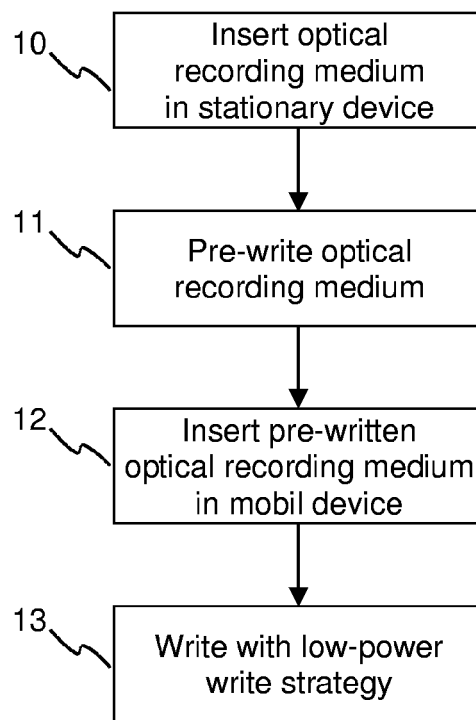 10
Insert optical
recording medium
in stationary device
11
Pre-write optical
recording medium
12
Insert pre-written
optical recording medium
in mobil device
13
Write with low-power
write strategy